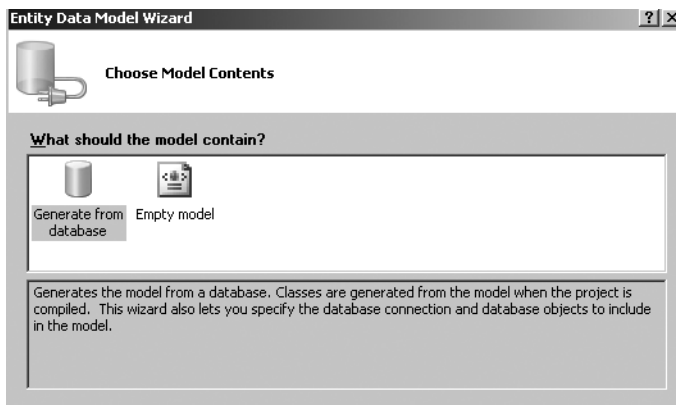 Entity Data Model Wizard
Choose Model Contents
What should the model contain?
Generate from
database
Empty model
Generates the model from a database. Classes are generated from the model when the project is
compiled. This wizard also lets you specify the database connection and database objects to include
in the model.